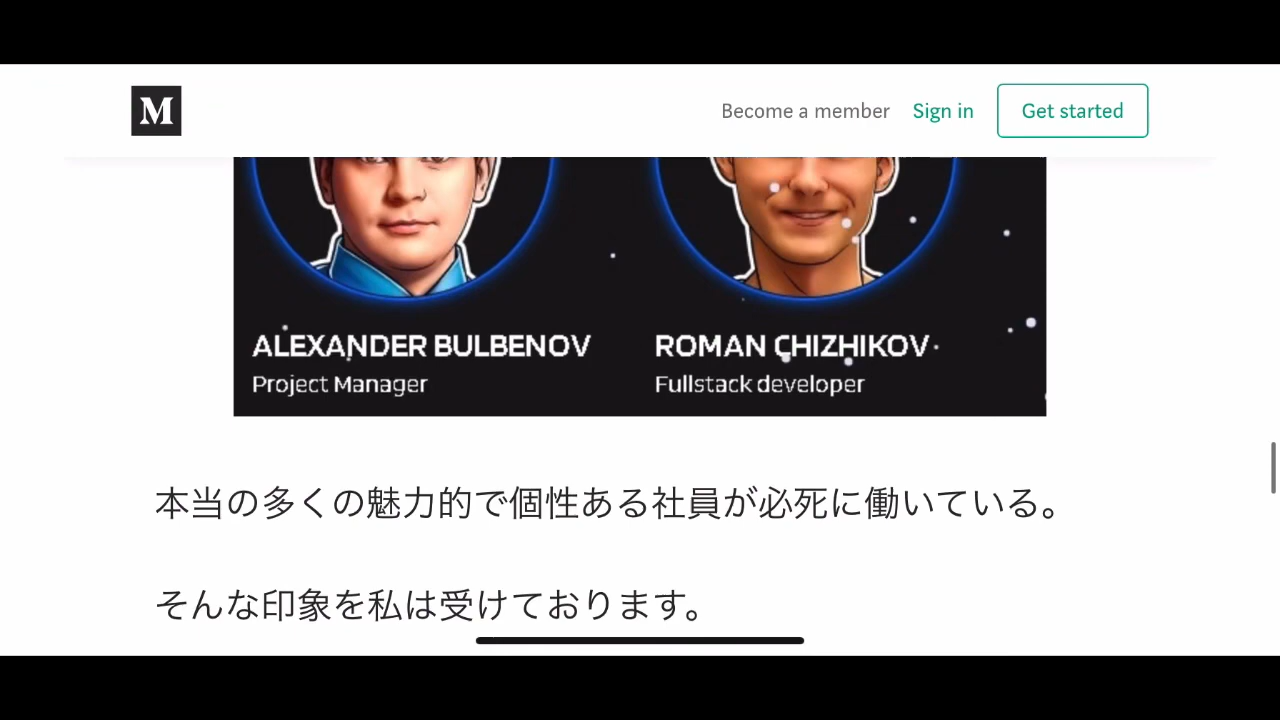 M
Become a member
Sign in
Get started
ALEXANDER BULBENOV
Project Manager
ROMAN CHIZHIKOV
Fullstack developer
本当の多くの魅力的で個性ある社員が必死に働いている。
そんな印象を私は受けております。